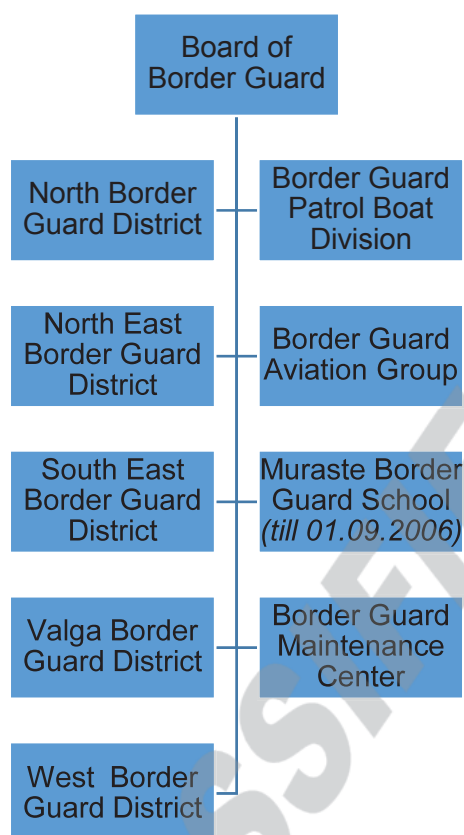 Board of
Border Guard
North Border
Guard District
Border Guard
Patrol Boat
Division
North East
Border Guard
District
Border Guard
Aviation Group
South East
Border Guard
District
Muraste Border
Guard School
(till 01.09.2006)
Valga Border
Guard District
Border Guard
Maintenance
Center
West Border
Guard District